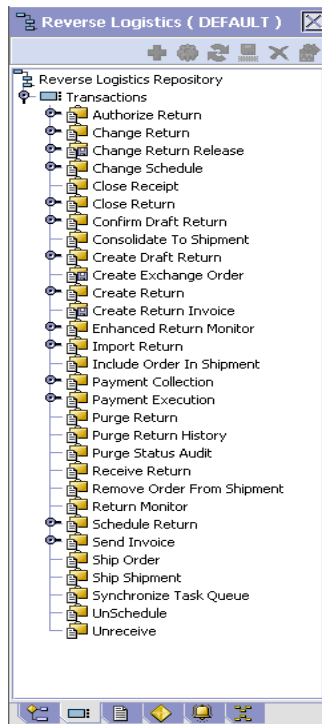 Reverse Logistics ( DEFAULT )
Reverse Logistics Repository
Transactions
Authorize Return
Change Return
Change Return Release
Change Schedule
Close Receipt
Close Return
Confirm Draft Return
Consolidate To Shipment
Create Draft Return
Create Exchange Order
Create Return
Create Return Invoice
Enhanced Return Monitor
Import Return
Include Order In Shipment
Payment Collection
Payment Execution
Purge Return
Purge Return History
Purge Status Audit
Receive Return
Remove Order From Shipment
Return Monitor
Schedule Return
Send Invoice
Ship Order
Ship Shipment
Synchronize Task Queue
UnSchedule
Unreceive